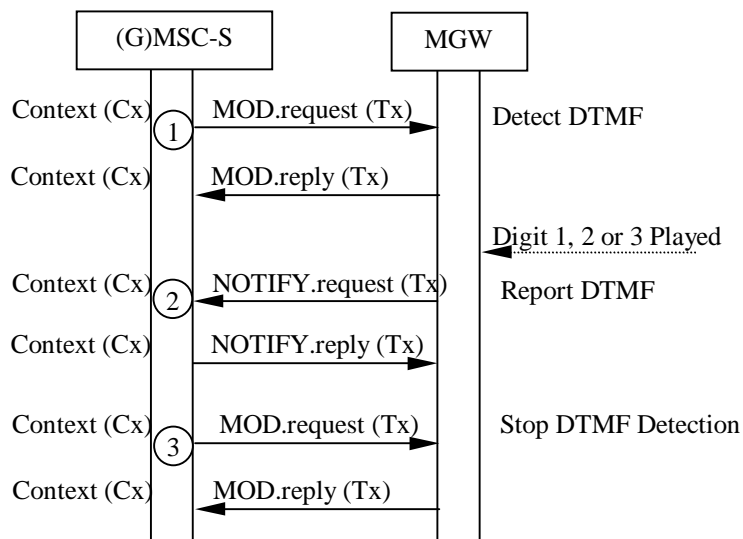 (G)MSC-S
MGW
Context (Cx)
1
MOD.request (Tx)
Detect DTMF
Context (Cx)
MOD.reply (Tx)
Digit 1, 2 or 3 Played
Context (Cx)
2
NOTIFY.request (Tx)
Report DTMF
Context (Cx)
NOTIFY.reply (Tx)
Context (Cx)
3
MOD.request (Tx)
Stop DTMF Detection
Context (Cx)
MOD.reply (Tx)